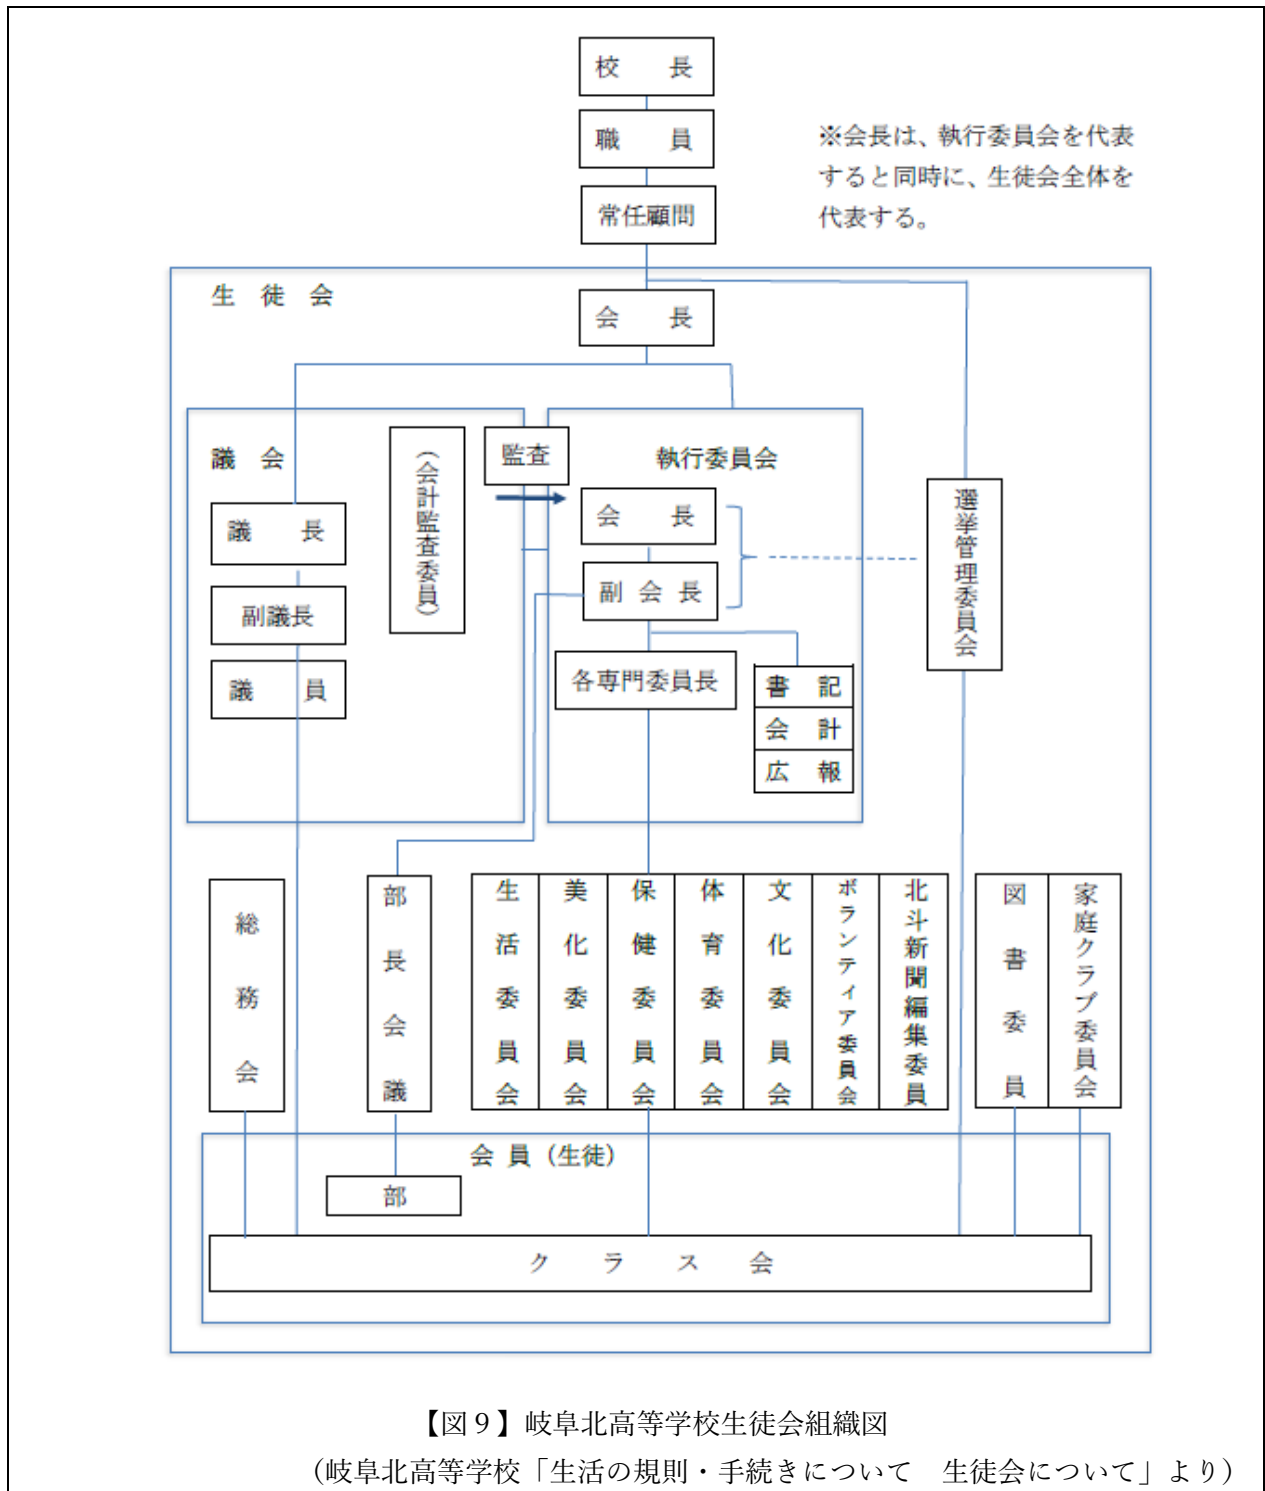 校　長
職　員
常任顧問
※会長は、執行委員会を代表
すると同時に、生徒会全体を
代表する。
生　徒　会
会　長
議　会
（会計監査委員）
監査
執行委員会
議　長
副議長
議　員
会　長
副　会　長
各専門委員長
書　記
会　計
広　報
選挙管理委員会
総務会
部長会議
生活委員会
美化委員会
保健委員会
体育委員会
文化委員会
ボランティア委員会
北斗新聞編集委員
図書委員
家庭クラブ委員会
会　員（生徒）
部
ク　ラ　ス　会
【図９】岐阜北高等学校生徒会組織図
（岐阜北高等学校「生活の規則・手続きについて　生徒会について」より）